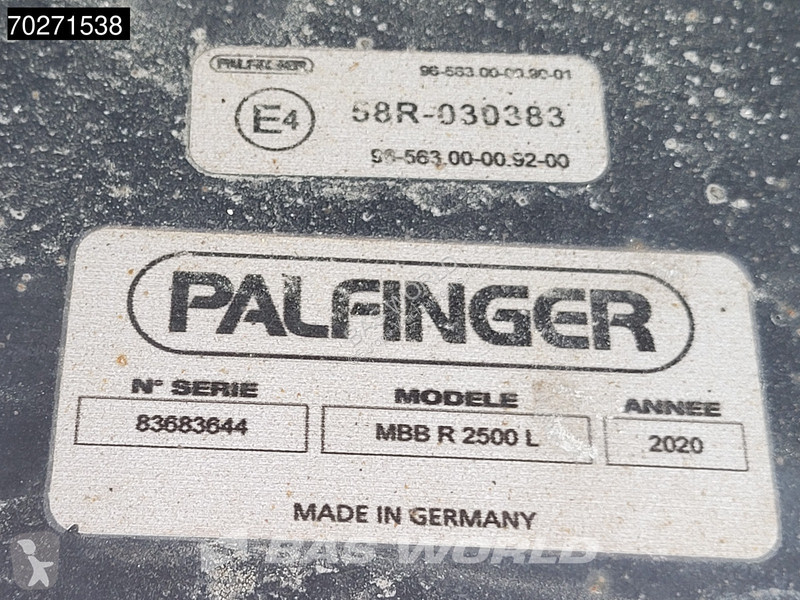 70271538
PALFINGER 96-563.00-00.90-01
E4 58R-030383
96-563.00-00.92-00
PALFINGER
N° SERIE MODELE ANNEE
83683644 MBB R 2500 L 2020
MADE IN GERMANY
BAS WORLD